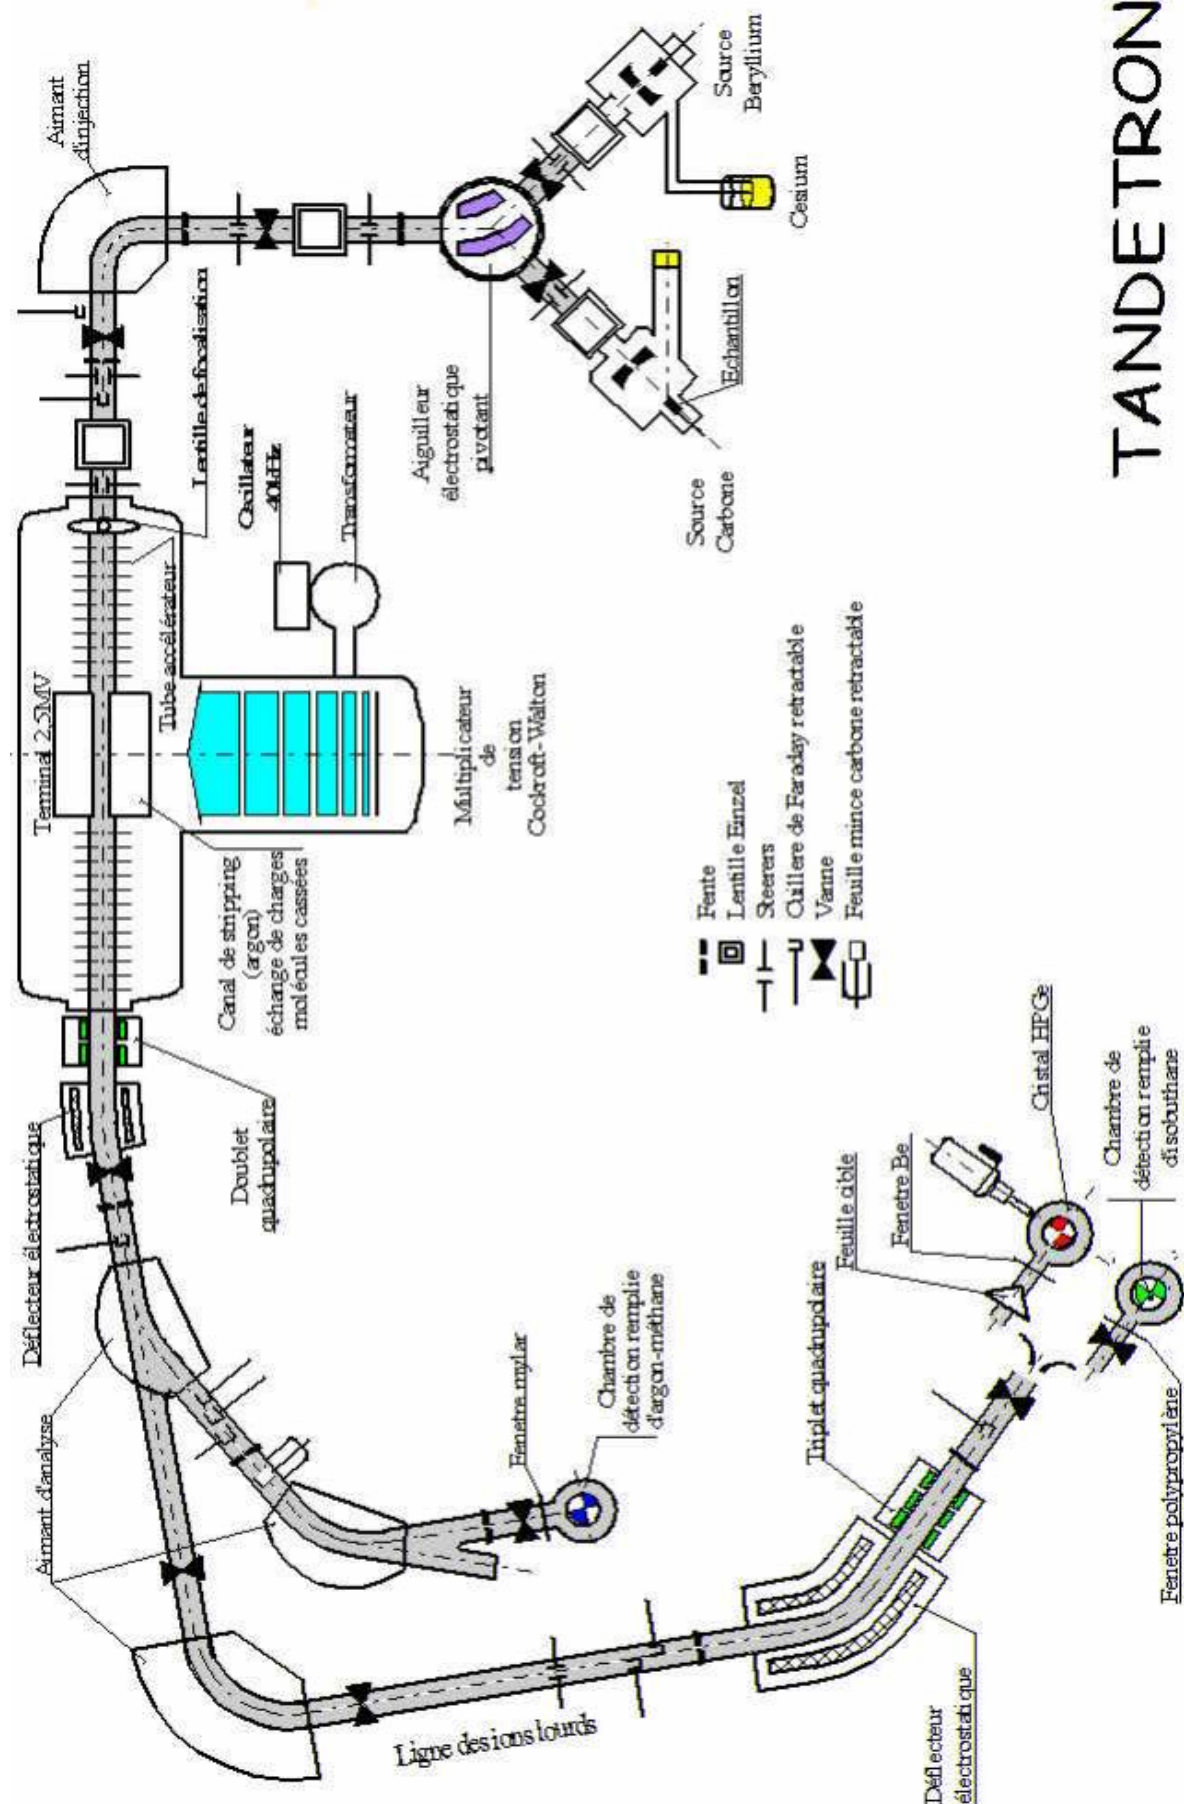 TANDETRON
Aimant
d'injection
Source
Beryllium
Cesium
Lentille de focalisation
Aiguilleur
électrostatique
pivotant
Echantillon
Source
Carbone
Oscillateur
40kHz
Transformateur
Terminal 2,5MV
Tube accélérateur
Multiplicateur
de
tension
Cockroft-Walton
Canal de stripping
(argon)
échange de charges
molécules cassées
Fente
Lentille Einzel
Steerers
Cuillere de Faraday retractable
Vanne
Feuille mince carbone retractable
Doublet
quadrupolaire
Déflecteur électrostatique
Aimant d'analyse
Fenetre mylar
Chambre de
détection remplie
d'argon-méthane
Ligne des ions lourds
Triplet quadrupolaire
Feuille cible
Fenetre Be
Cristal HPGe
Chambre de
détection remplie
d'isobuthane
Fenetre polypropylène
Déflecteur
électrostatique